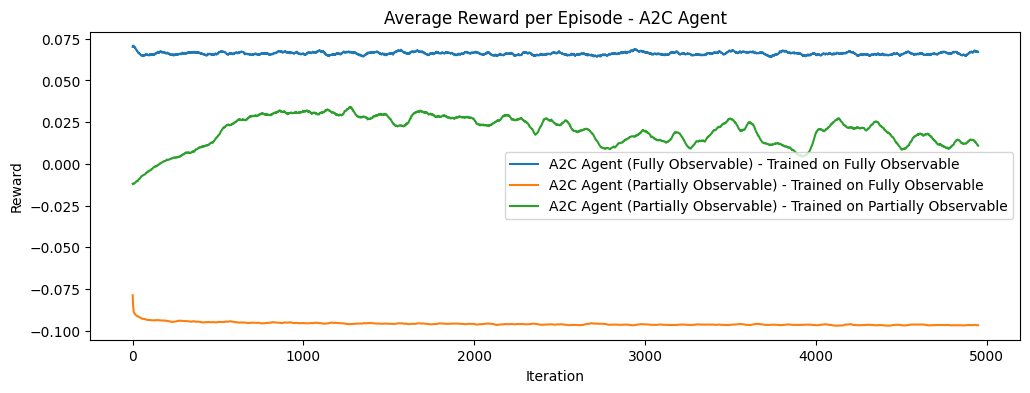 Average Reward per Episode - A2C Agent
Reward
0.075
0.050
0.025
0.000
−0.025
−0.050
−0.075
−0.100
A2C Agent (Fully Observable) - Trained on Fully Observable
A2C Agent (Partially Observable) - Trained on Fully Observable
A2C Agent (Partially Observable) - Trained on Partially Observable
0 1000 2000 3000 4000 5000
Iteration